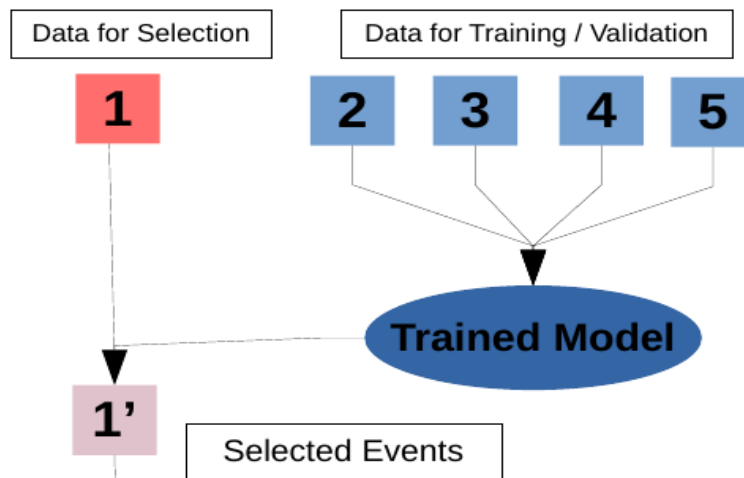 Data for Selection
Data for Training / Validation
1
2
3
4
5
Trained Model
1’
Selected Events